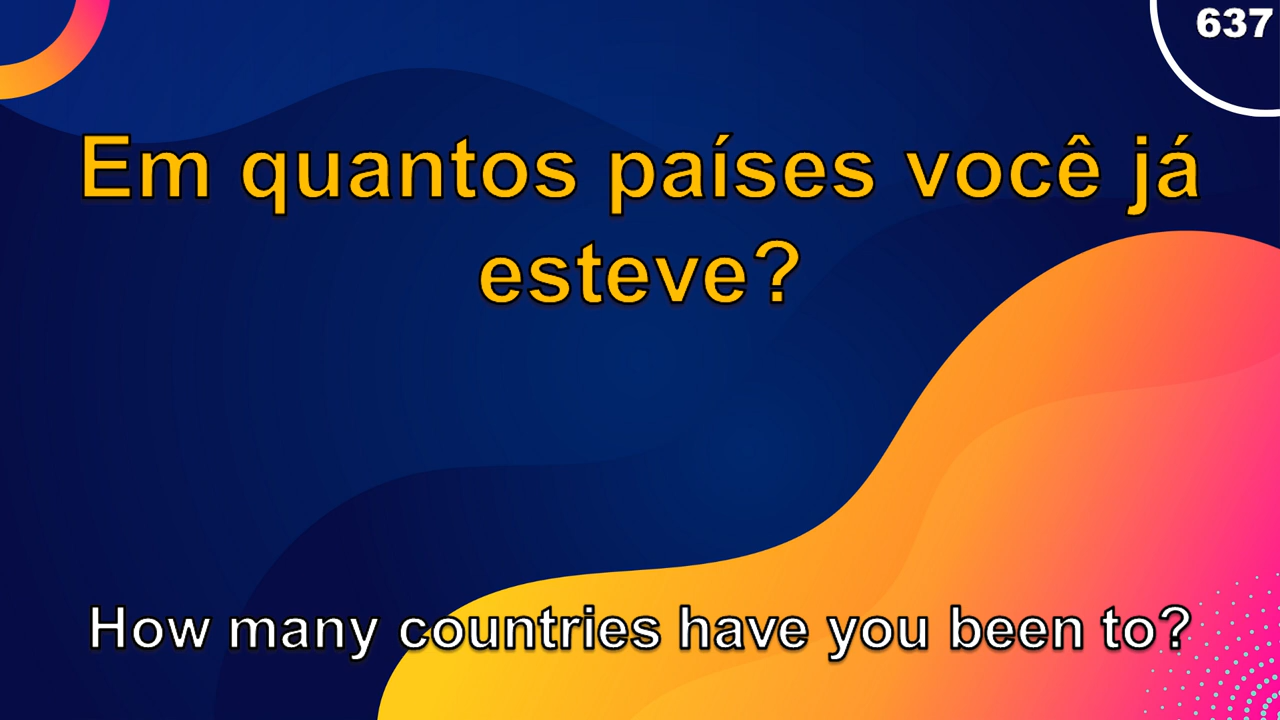 637
Em quantos países você já
esteve?
How many countries have you been to?